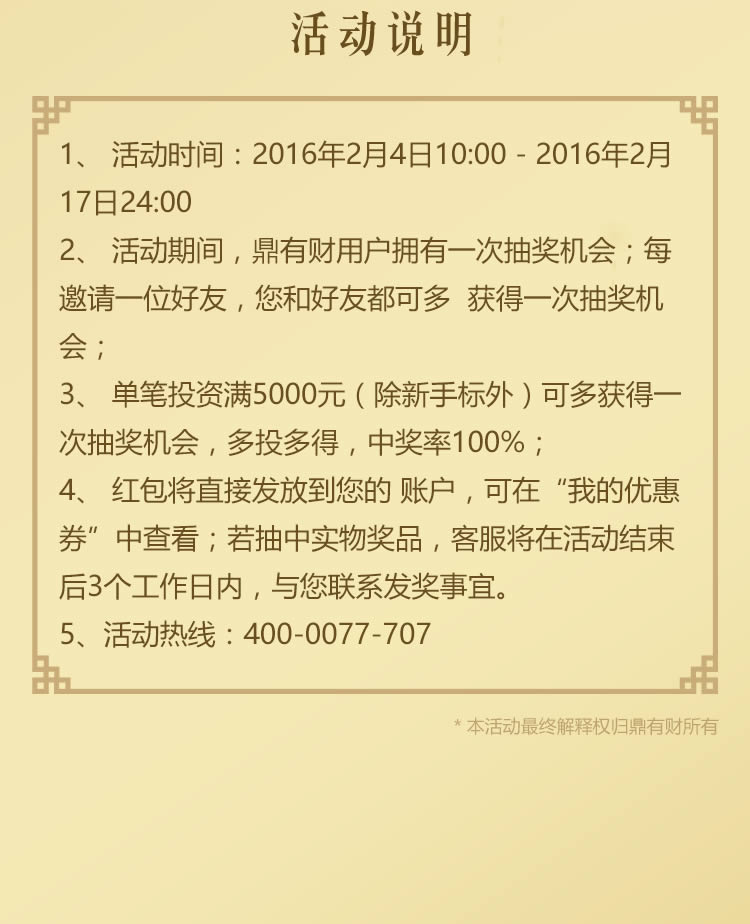 活动说明
1、 活动时间：2016年2月4日10:00 - 2016年2月
17日24:00
2、 活动期间，鼎有财用户拥有一次抽奖机会；每
邀请一位好友，您和好友都可多  获得一次抽奖机
会；
3、 单笔投资满5000元（除新手标外）可多获得一
次抽奖机会，多投多得，中奖率100%；
4、 红包将直接发放到您的 账户，可在“我的优惠
券”中查看；若抽中实物奖品，客服将在活动结束
后3个工作日内，与您联系发奖事宜。
5、活动热线：400-0077-707
* 本活动最终解释权归鼎有财所有